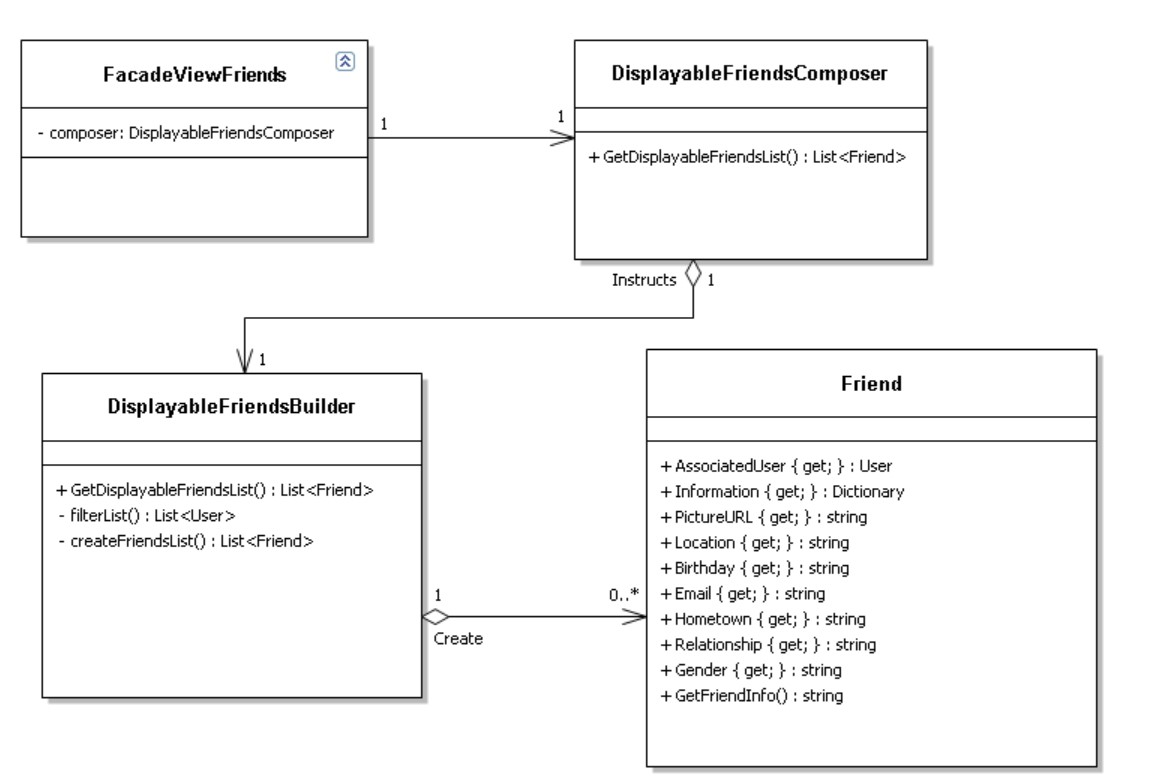 FacadeViewFriends
- composer: DisplayableFriendsComposer
1
1
DisplayableFriendsComposer
+ GetDisplayableFriendsList() : List<Friend>
Instructs
1
1
DisplayableFriendsBuilder
+ GetDisplayableFriendsList() : List<Friend>
- filterList() : List<User>
- createFriendsList() : List<Friend>
1
Create
0..*
Friend
+ AssociatedUser { get; } : User
+ Information { get; } : Dictionary
+ PictureURL { get; } : string
+ Location { get; } : string
+ Birthday { get; } : string
+ Email { get; } : string
+ Hometown { get; } : string
+ Relationship { get; } : string
+ Gender { get; } : string
+ GetFriendInfo() : string